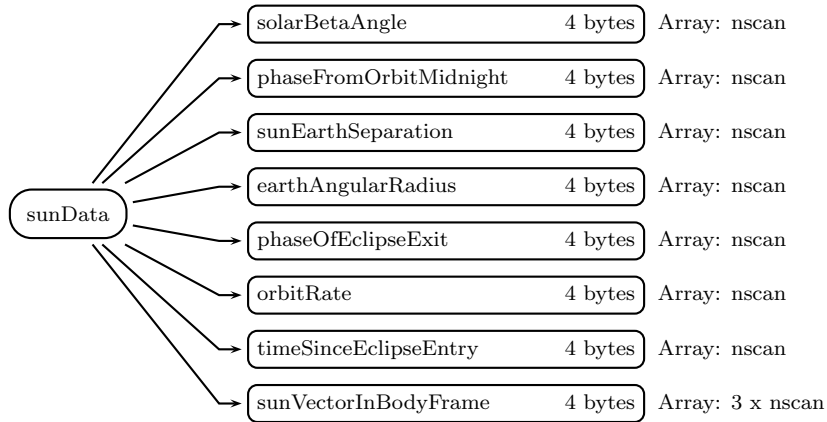 solarBetaAngle 4 bytes Array: nscan
phaseFromOrbitMidnight 4 bytes Array: nscan
sunEarthSeparation 4 bytes Array: nscan
earthAngularRadius 4 bytes Array: nscan
sunData
phaseOfEclipseExit 4 bytes Array: nscan
orbitRate 4 bytes Array: nscan
timeSinceEclipseEntry 4 bytes Array: nscan
sunVectorInBodyFrame 4 bytes Array: 3 x nscan